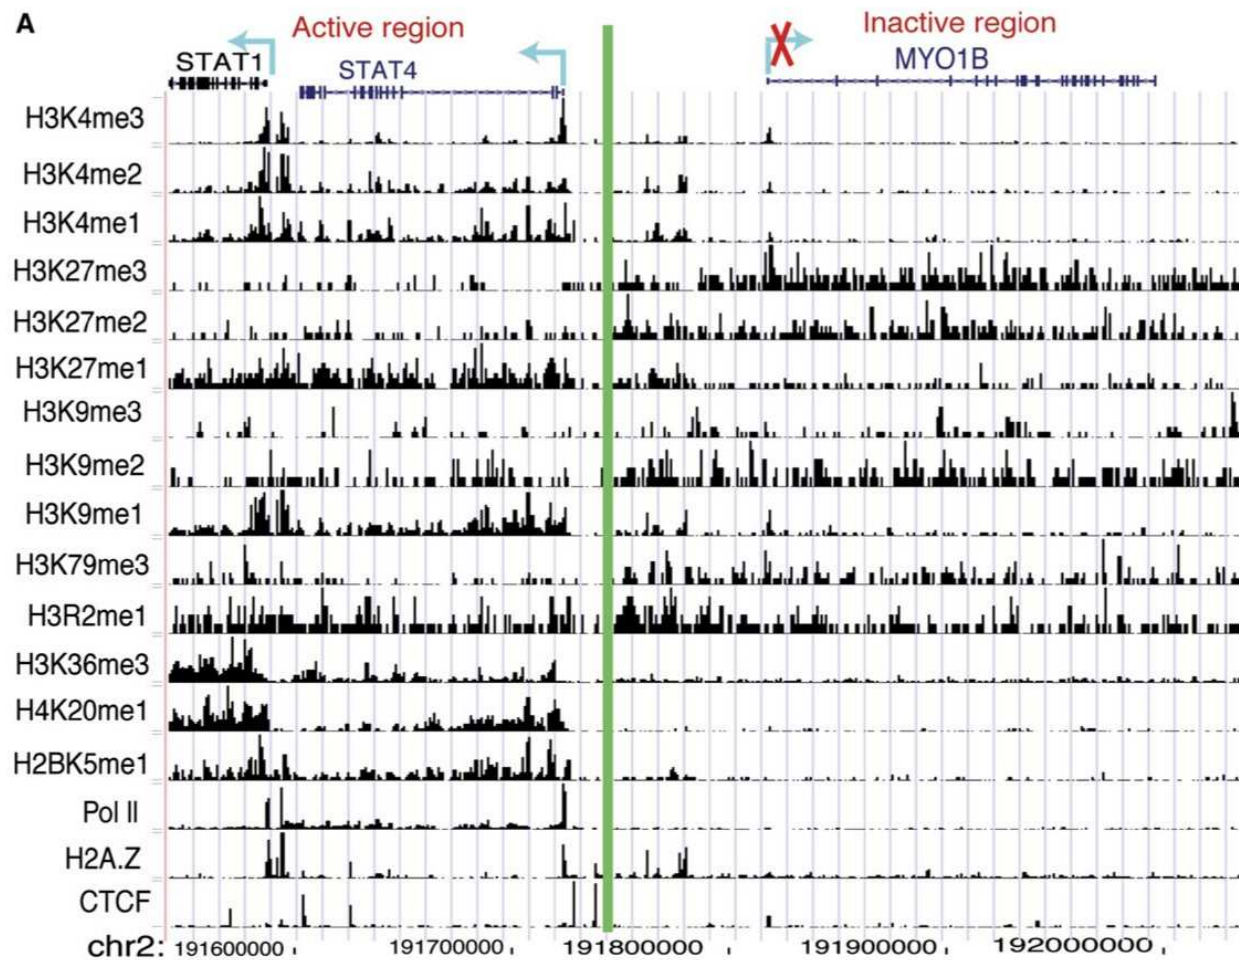 A
Active region
Inactive region
STAT1
STAT4
MYO1B
H3K4me3
H3K4me2
H3K4me1
H3K27me3
H3K27me2
H3K27me1
H3K9me3
H3K9me2
H3K9me1
H3K79me3
H3R2me1
H3K36me3
H4K20me1
H2BK5me1
Pol II
H2A.Z
CTCF
chr2: 191600000 191700000 191800000 191900000 192000000